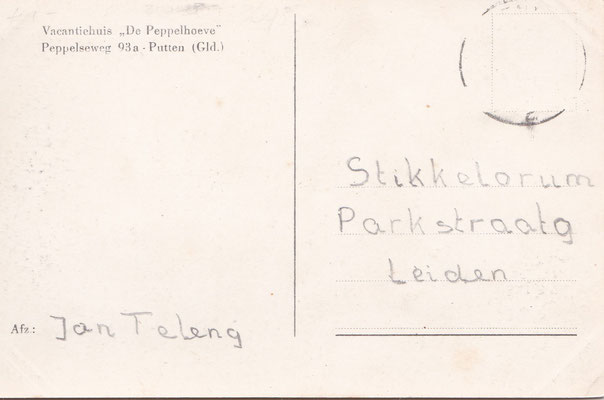 Vacantiehuis „De Peppelhoeve"
Peppelseweg 93a - Putten (Gld.)
Stikkelorum
Parkstraat 9
Leiden
Afz.: Jan Teleng